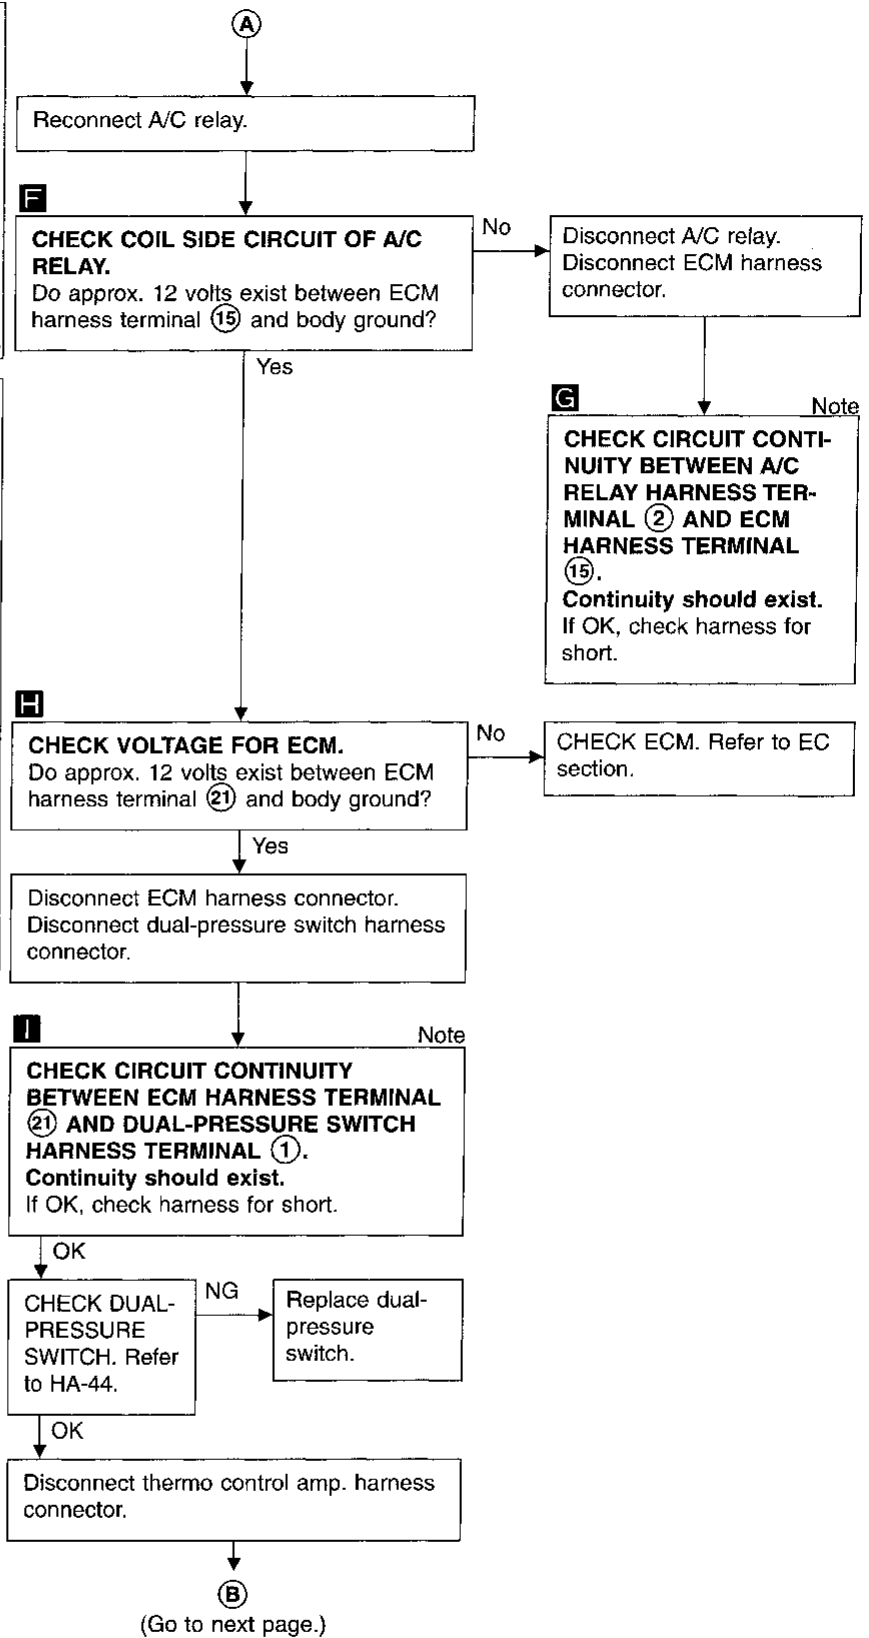 A
Reconnect A/C relay.
F
CHECK COIL SIDE CIRCUIT OF A/C
RELAY.
Do approx. 12 volts exist between ECM
harness terminal ⑮ and body ground?
No
Disconnect A/C relay.
Disconnect ECM harness
connector.
Yes
G
Note
CHECK CIRCUIT CONTI-
NUITY BETWEEN A/C
RELAY HARNESS TER-
MINAL ② AND ECM
HARNESS TERMINAL
⑮.
Continuity should exist.
If OK, check harness for
short.
H
CHECK VOLTAGE FOR ECM.
Do approx. 12 volts exist between ECM
harness terminal ㉑ and body ground?
No
CHECK ECM. Refer to EC
section.
Yes
Disconnect ECM harness connector.
Disconnect dual-pressure switch harness
connector.
I
Note
CHECK CIRCUIT CONTINUITY
BETWEEN ECM HARNESS TERMINAL
㉑ AND DUAL-PRESSURE SWITCH
HARNESS TERMINAL ①.
Continuity should exist.
If OK, check harness for short.
OK
CHECK DUAL-
PRESSURE
SWITCH. Refer
to HA-44.
NG
Replace dual-
pressure
switch.
OK
Disconnect thermo control amp. harness
connector.
B
(Go to next page.)